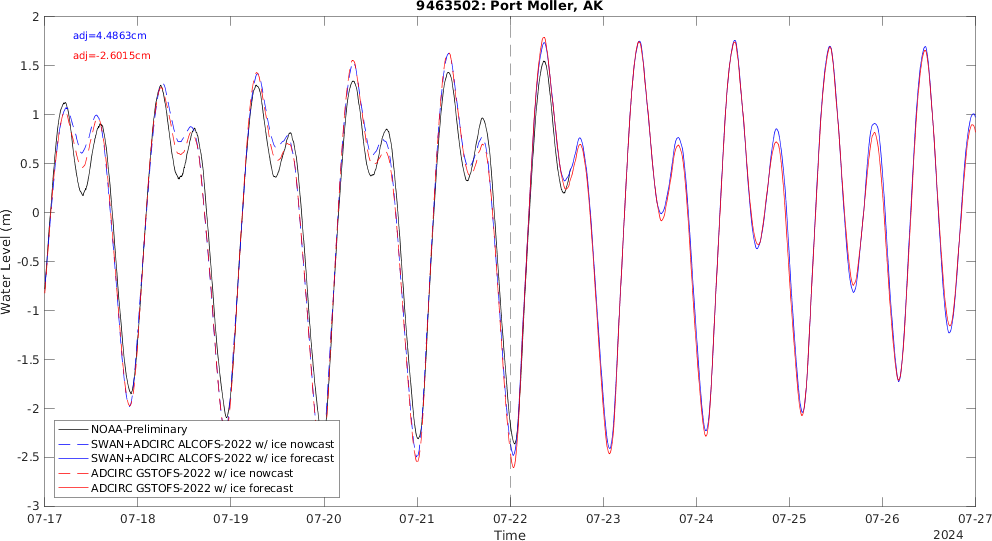 9463502: Port Moller, AK
adj=4.4863cm
adj=-2.6015cm
2
1.5
1
0.5
0
-0.5
-1
-1.5
-2
-2.5
-3
Water Level (m)
NOAA-Preliminary
SWAN+ADCIRC ALCOFS-2022 w/ ice nowcast
SWAN+ADCIRC ALCOFS-2022 w/ ice forecast
ADCIRC GSTOFS-2022 w/ ice nowcast
ADCIRC GSTOFS-2022 w/ ice forecast
07-17 07-18 07-19 07-20 07-21 07-22 07-23 07-24 07-25 07-26 07-27
Time
2024